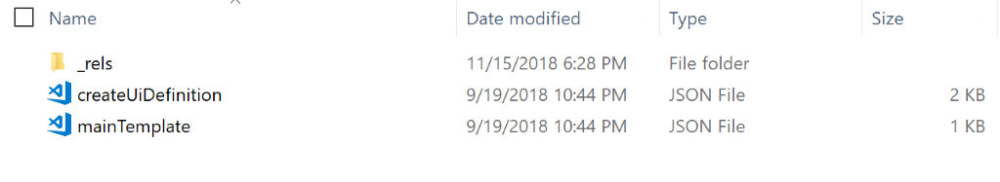 Name Date modified Type Size
_rels 11/15/2018 6:28 PM File folder
createUiDefinition 9/19/2018 10:44 PM JSON File 2 KB
mainTemplate 9/19/2018 10:44 PM JSON File 1 KB